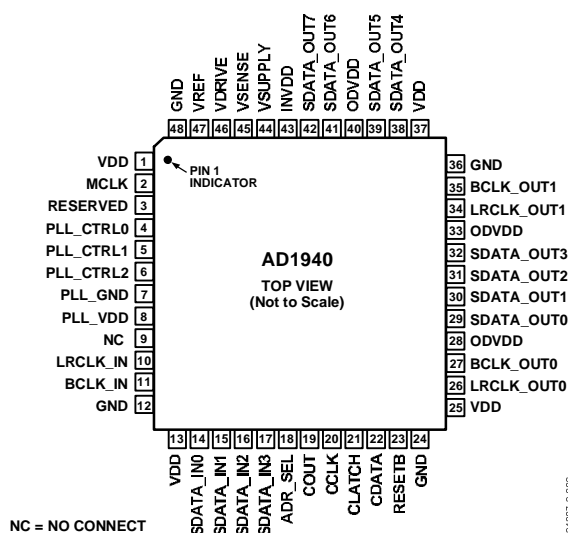 GND
VREF
VDRIVE
VSENSE
VSUPPLY
INVDD
SDATA_OUT7
SDATA_OUT6
ODVDD
SDATA_OUT5
SDATA_OUT4
VDD
48 47 46 45 44 43 42 41 40 39 38 37
VDD 1
MCLK 2
RESERVED 3
PLL_CTRL0 4
PLL_CTRL1 5
PLL_CTRL2 6
PLL_GND 7
PLL_VDD 8
NC 9
LRCLK_IN 10
BCLK_IN 11
GND 12
PIN 1
INDICATOR
AD1940
TOP VIEW
(Not to Scale)
36 GND
35 BCLK_OUT1
34 LRCLK_OUT1
33 ODVDD
32 SDATA_OUT3
31 SDATA_OUT2
30 SDATA_OUT1
29 SDATA_OUT0
28 ODVDD
27 BCLK_OUT0
26 LRCLK_OUT0
25 VDD
13 14 15 16 17 18 19 20 21 22 23 24
VDD
SDATA_IN0
SDATA_IN1
SDATA_IN2
SDATA_IN3
ADR_SEL
COUT
CCLK
CLATCH
CDATA
RESETB
GND
NC = NO CONNECT